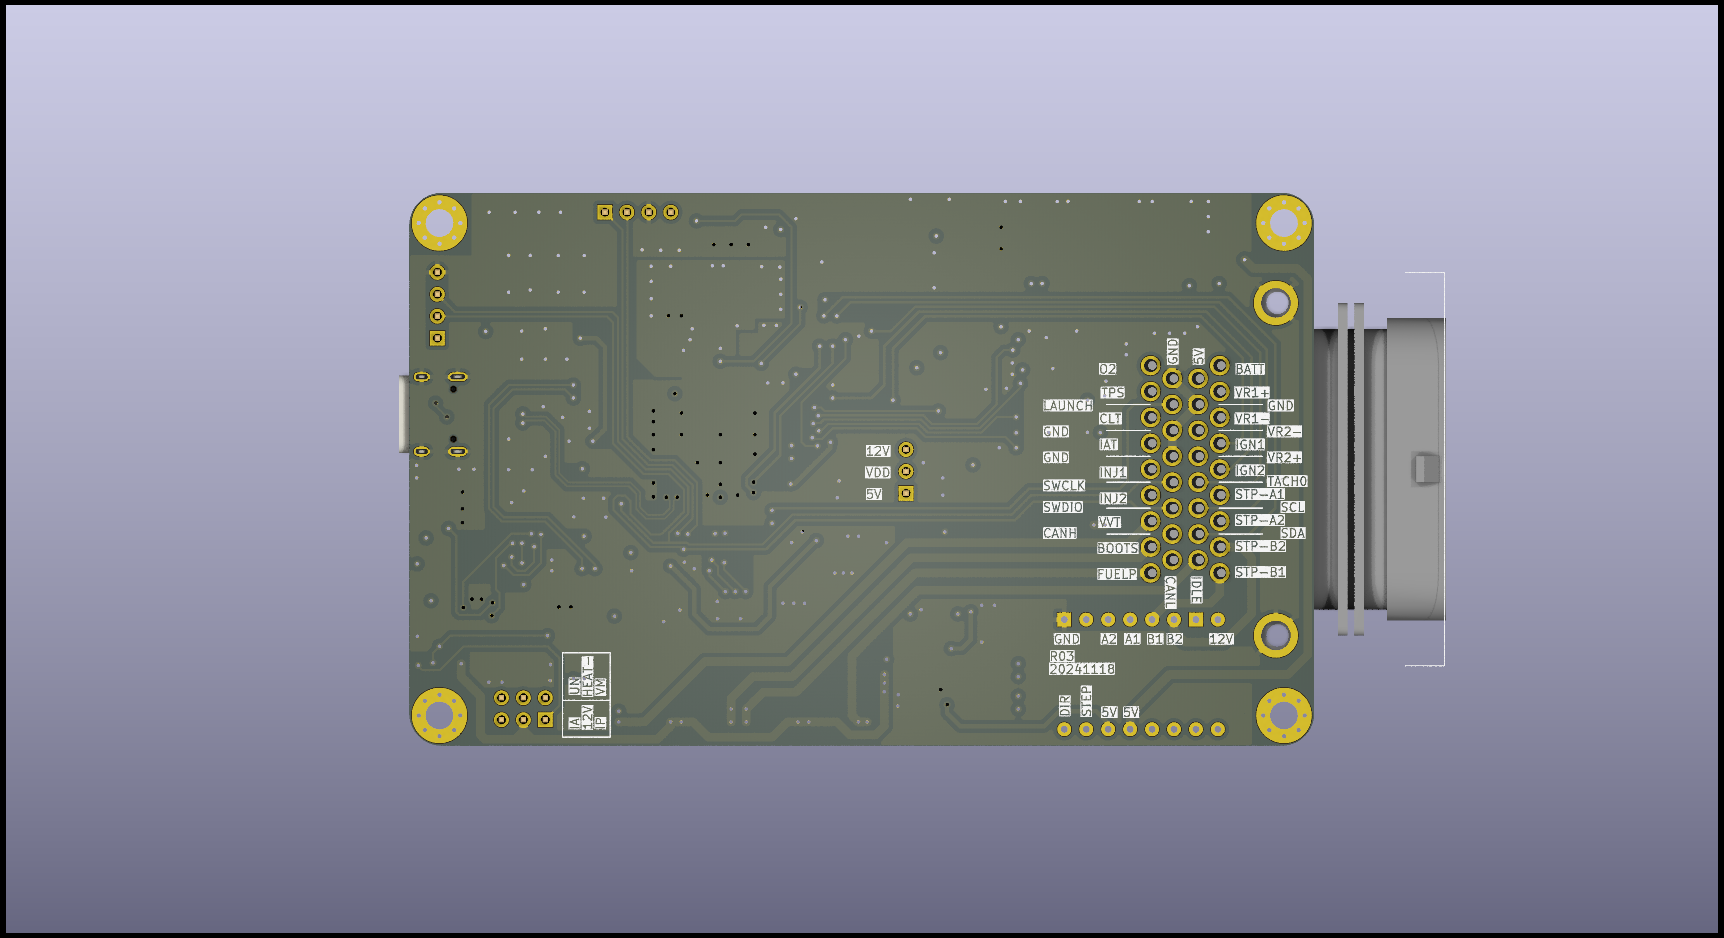 GND
5V
O2
BATT
TPS
VR1+
LAUNCH
GND
CLT
VR1-
GND
VR2-
IAT
IGN1
GND
VR2+
INJ1
IGN2
SWCLK
TACHO
INJ2
STP-A1
SWDIO
SCL
VVT
STP-A2
CANH
SDA
BOOTS
STP-B2
FUELP
STP-B1
CANL
IDLE
12V
VDD
5V
GND A2 A1 B1 B2 12V
R03
20241118
DIR
STEP
5V
5V
UN
HEAT-
VM
IA
12V
IP